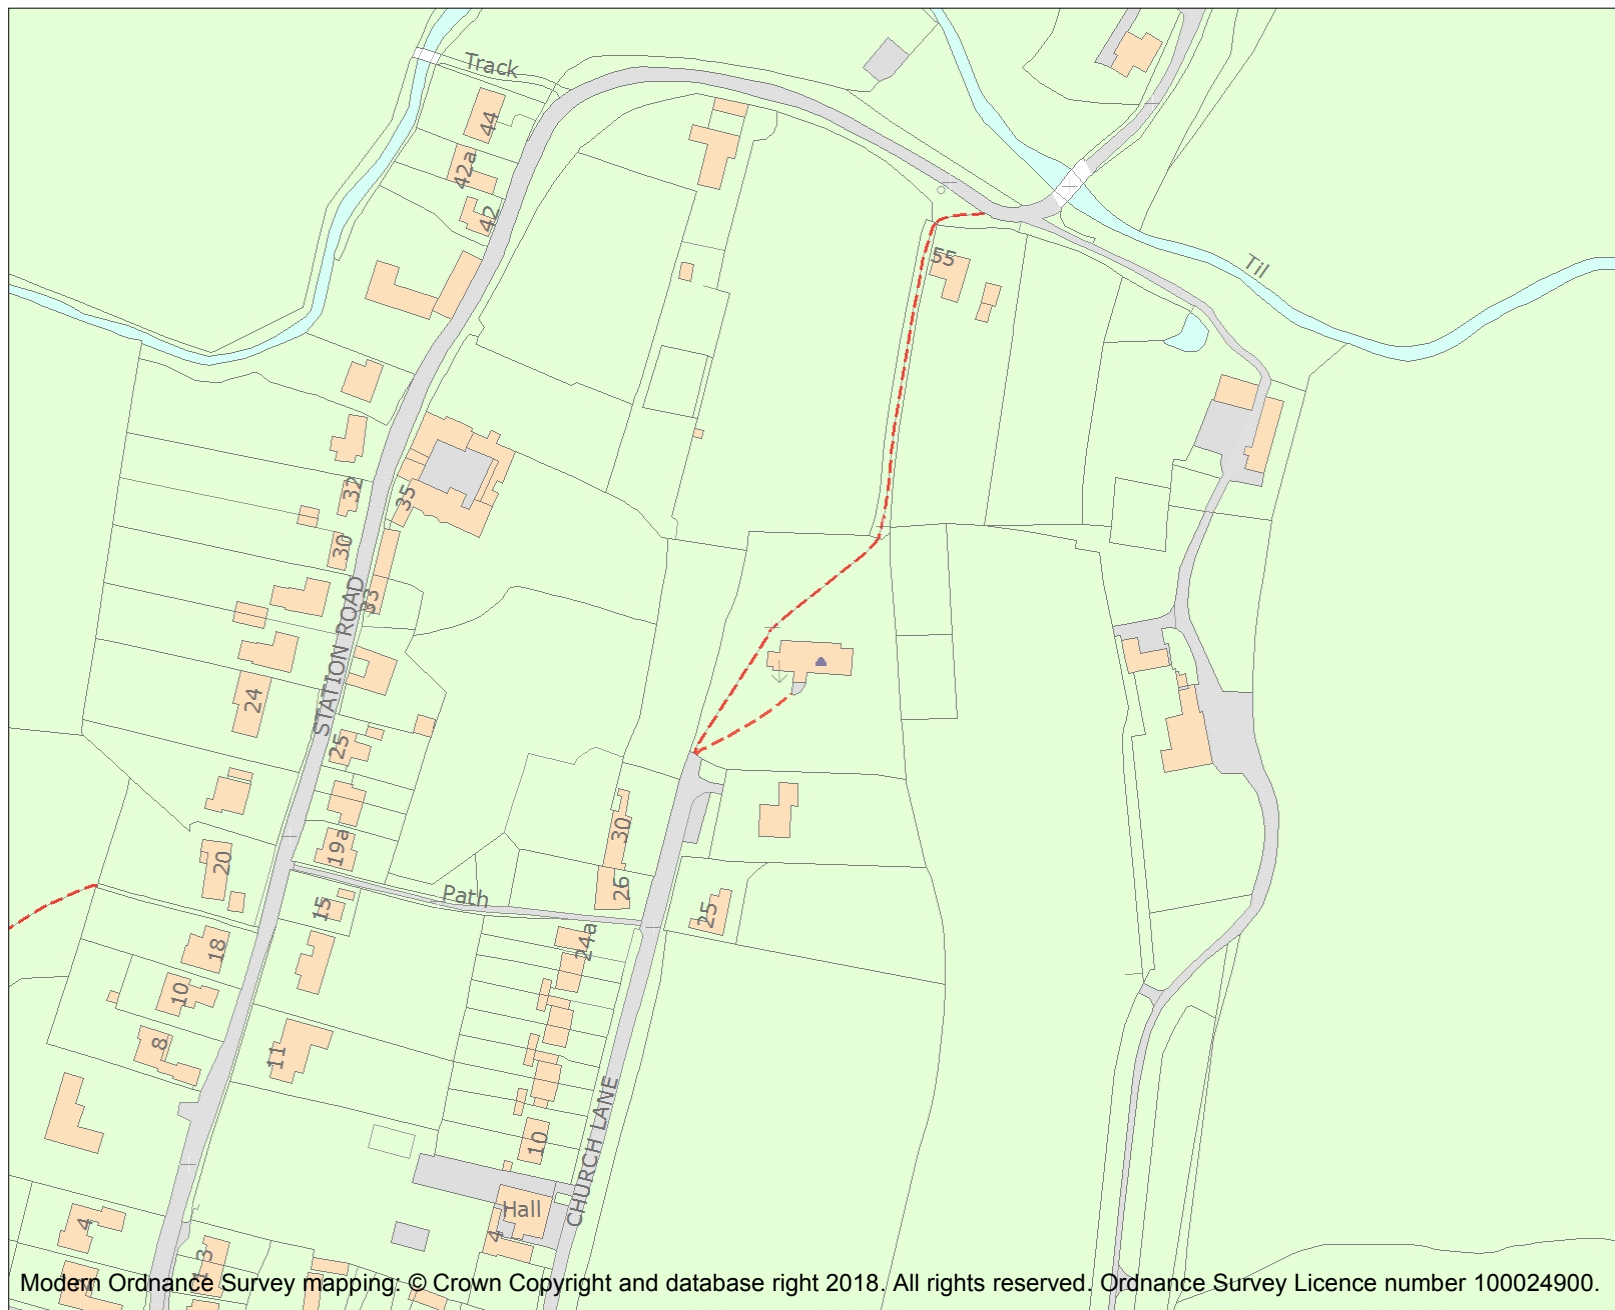 Track
44
42a
42
55
Til
32
35
30
33
STATION ROAD
24
25
30
19a
20
26
Path
15
25
18
24a
10
8
11
10
CHURCH LANE
Hall
4
4
3
Modern Ordnance Survey mapping: © Crown Copyright and database right 2018. All rights reserved. Ordnance Survey Licence number 100024900.